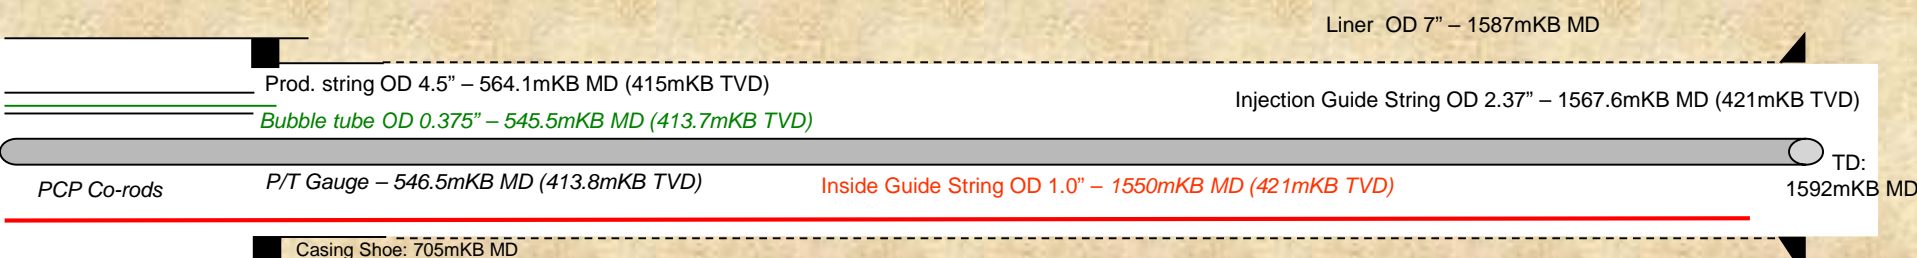 Liner OD 7” – 1587mKB MD
Prod. string OD 4.5” – 564.1mKB MD (415mKB TVD)
Injection Guide String OD 2.37” – 1567.6mKB MD (421mKB TVD)
Bubble tube OD 0.375” – 545.5mKB MD (413.7mKB TVD)
TD:
1592mKB MD
PCP Co-rods
P/T Gauge – 546.5mKB MD (413.8mKB TVD)
Inside Guide String OD 1.0” – 1550mKB MD (421mKB TVD)
Casing Shoe: 705mKB MD